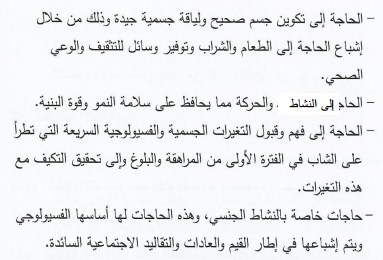 - الحاجة إلى تكوين جسم صحيح ولياقة جسمية جيدة وذلك من خلال
إشباع الحاجة إلى الطعام والشراب وتوفير وسائل للتثقيف والوعي
الصحي.
- الحاج إلى النشاط . والحركة مما يحافظ على سلامة النمو وقوة البنية.
- الحاجة إلى فهم وقبول التغيرات الجسمية والفسيولوجية السريعة التي تطرأ
على الشاب في الفترة الأولى من المراهقة والبلوغ وإلى تحقيق التكيف مع
هذه التغيرات.
- حاجات خاصة بالنشاط الجنسي، وهذه الحاجات لها أساسها الفسيولوجي
ويتم إشباعها في إطار القيم والعادات والتقاليد الاجتماعية السائدة.